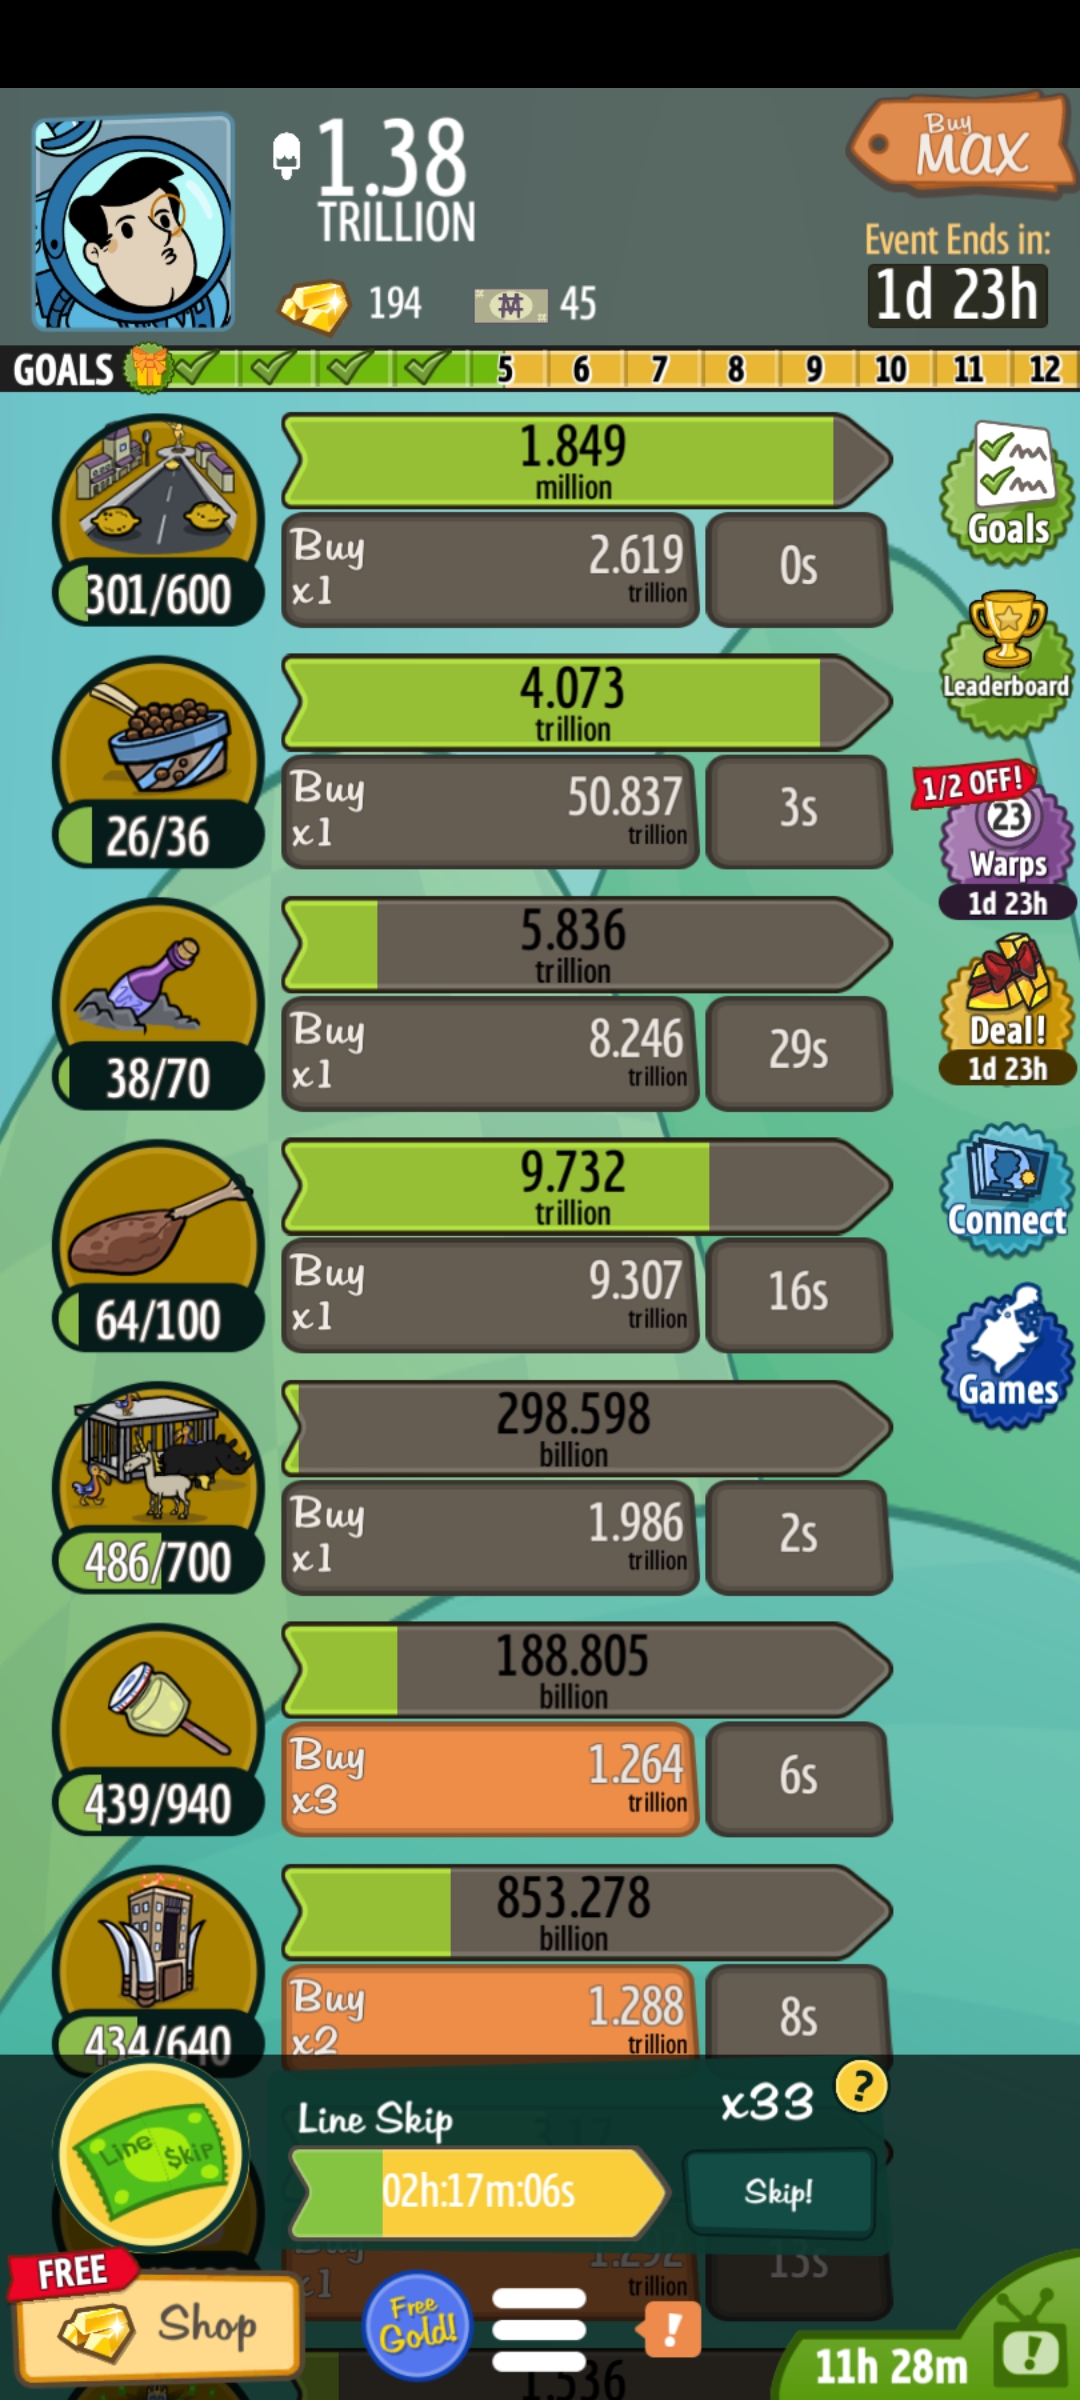 1.38
TRILLION
Buy
MAX
Event Ends in:
1d 23h
194
45
GOALS
5 6 7 8 9 10 11 12
1.849
million
Buy
x1
2.619
trillion
0s
301/600
Goals
4.073
trillion
Buy
x1
50.837
trillion
3s
26/36
Leaderboard
1/2 OFF!
23
Warps
1d 23h
5.836
trillion
Buy
x1
8.246
trillion
29s
38/70
Deal!
1d 23h
9.732
trillion
Buy
x1
9.307
trillion
16s
64/100
Connect
Games
298.598
billion
Buy
x1
1.986
trillion
2s
486/700
188.805
billion
Buy
x3
1.264
trillion
6s
439/940
853.278
billion
Buy
x2
1.288
trillion
8s
434/640
Line Skip
Line Skip
x33
?
3.17
02h:17m:06s
Skip!
x1
1.292
trillion
13s
FREE
Shop
Free
Gold!
!
11h 28m
!
1.536